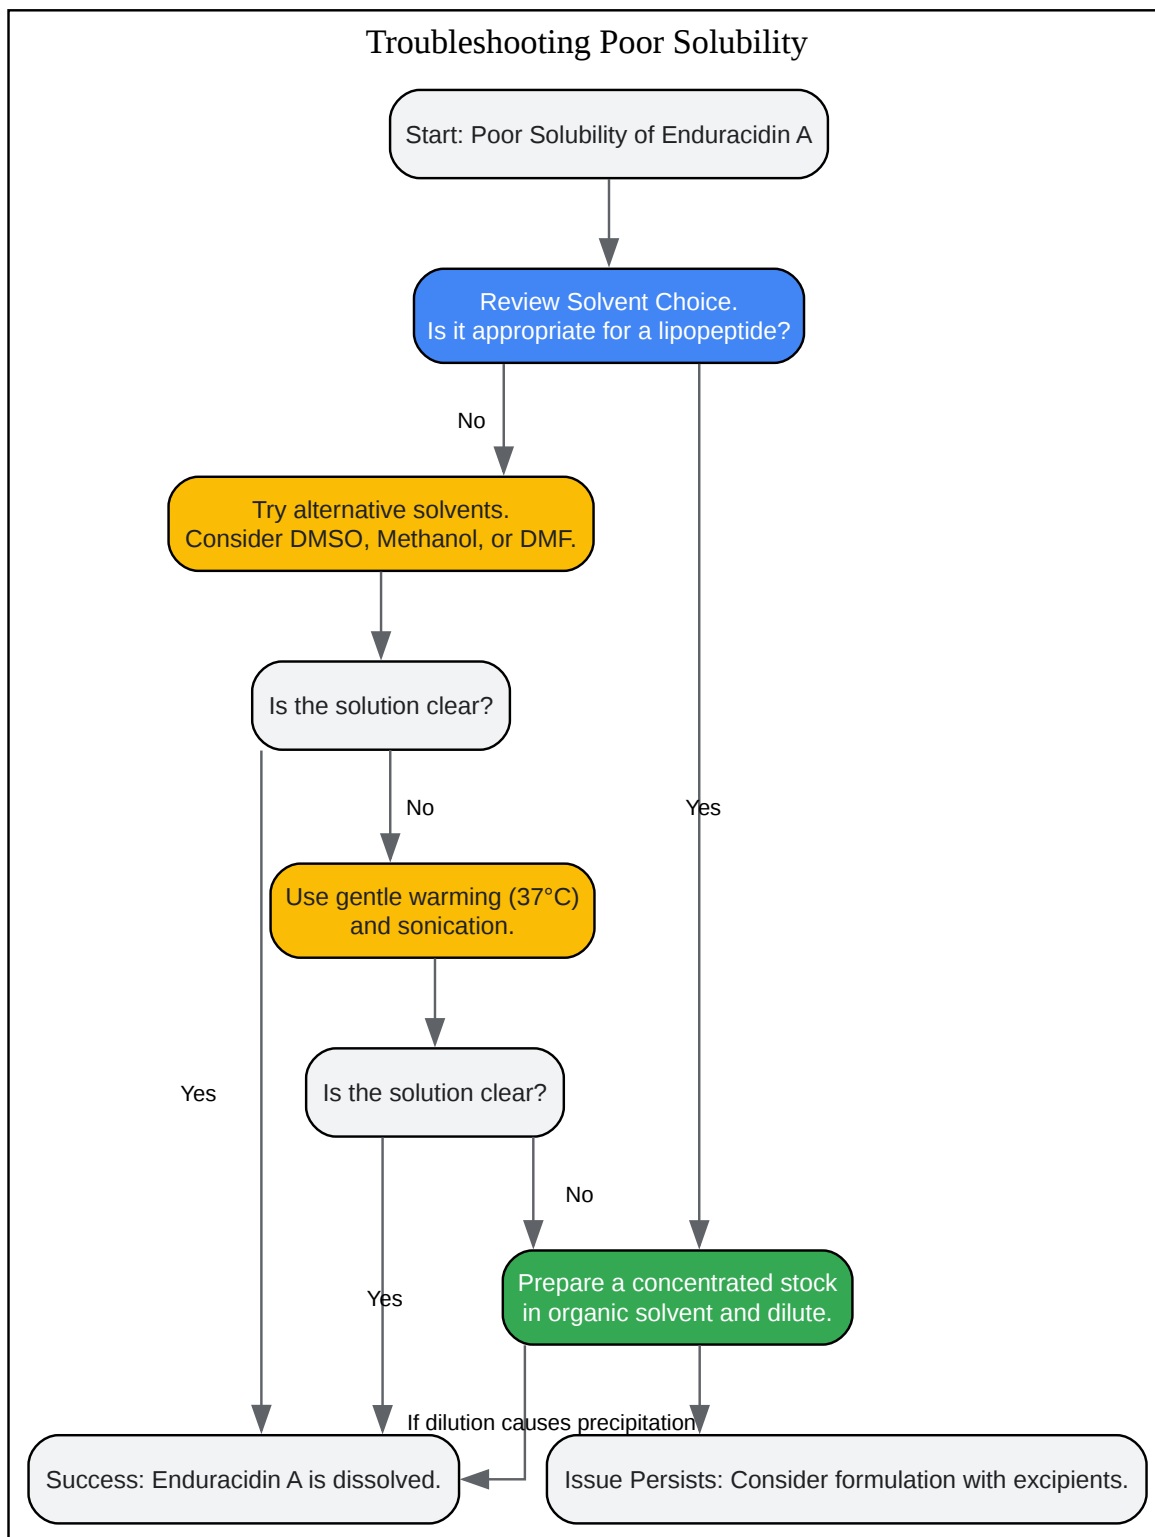 Troubleshooting Poor Solubility
Start: Poor Solubility of Enduracidin A
Review Solvent Choice.
Is it appropriate for a lipopeptide?
No
Try alternative solvents.
Consider DMSO, Methanol, or DMF.
Is the solution clear?
No
Yes
Use gentle warming (37°C)
and sonication.
Is the solution clear?
Yes
No
Prepare a concentrated stock
in organic solvent and dilute.
Yes
If dilution causes precipitation
Success: Enduracidin A is dissolved.
Issue Persists: Consider formulation with excipients.